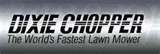 DIXIE CHOPPER
The World's Fastest Lawn Mower